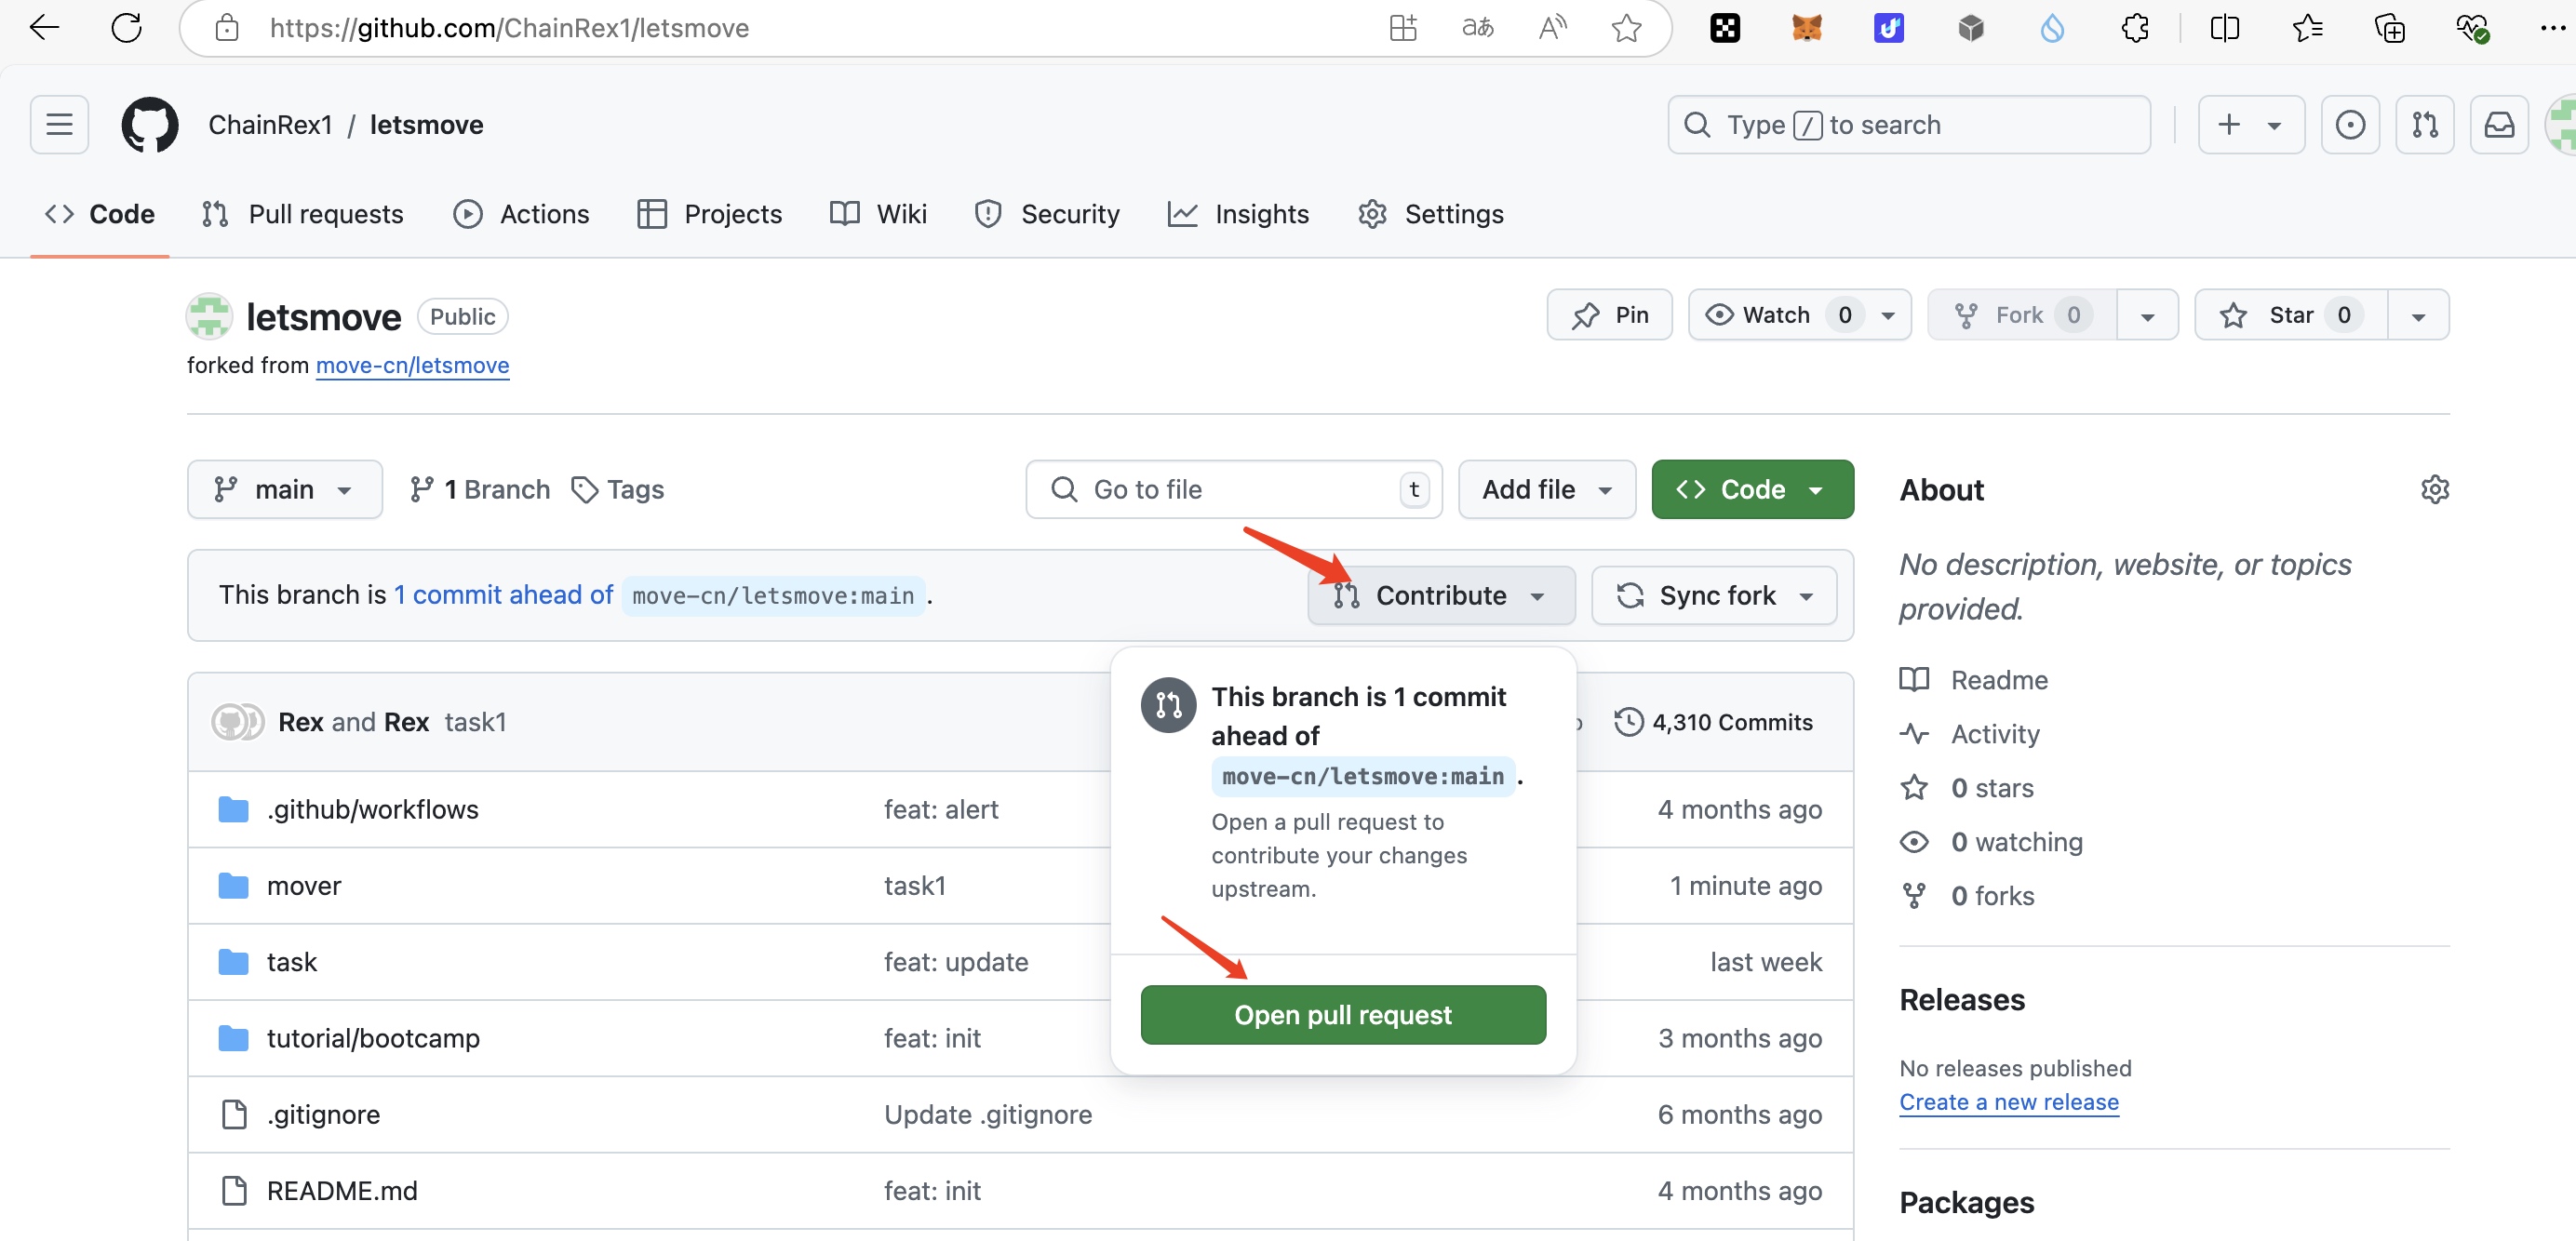 https://github.com/ChainRex1/letsmove
aあ
ChainRex1 / letsmove
Type / to search
Code Pull requests Actions Projects Wiki Security Insights Settings
letsmove Public
Pin Watch 0 Fork 0 Star 0
forked from move-cn/letsmove
main 1 Branch Tags Go to file t Add file Code
This branch is 1 commit ahead of move-cn/letsmove:main .
Contribute Sync fork
This branch is 1 commit
ahead of
move-cn/letsmove:main .
Open a pull request to
contribute your changes
upstream.
Open pull request
Rex and Rex task1 4,310 Commits
.github/workflows feat: alert 4 months ago
mover task1 1 minute ago
task feat: update last week
tutorial/bootcamp feat: init 3 months ago
.gitignore Update .gitignore 6 months ago
README.md feat: init 4 months ago
About
No description, website, or topics
provided.
Readme
Activity
0 stars
0 watching
0 forks
Releases
No releases published
Create a new release
Packages